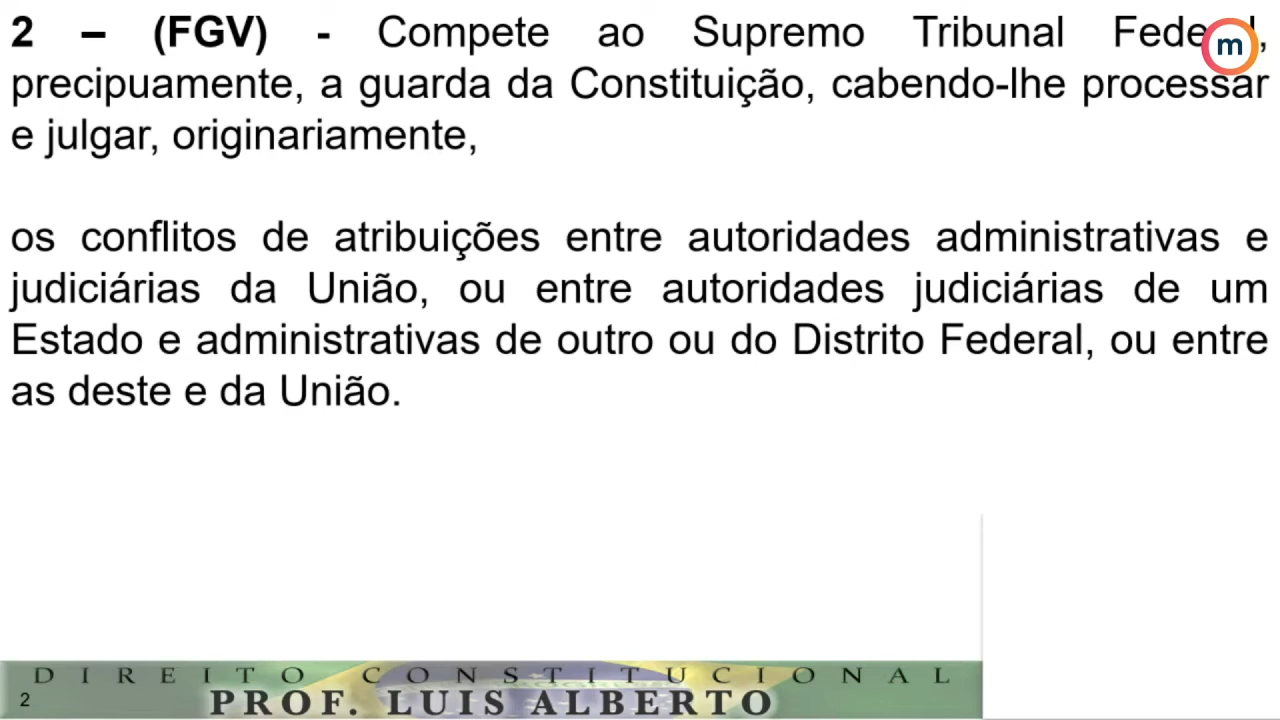 2 – (FGV) - Compete ao Supremo Tribunal Federal,
precipuamente, a guarda da Constituição, cabendo-lhe processar
e julgar, originariamente,
os conflitos de atribuições entre autoridades administrativas e
judiciárias da União, ou entre autoridades judiciárias de um
Estado e administrativas de outro ou do Distrito Federal, ou entre
as deste e da União.
m
DIREITO CONSTITUCIONAL
PROF. LUIS ALBERTO
2